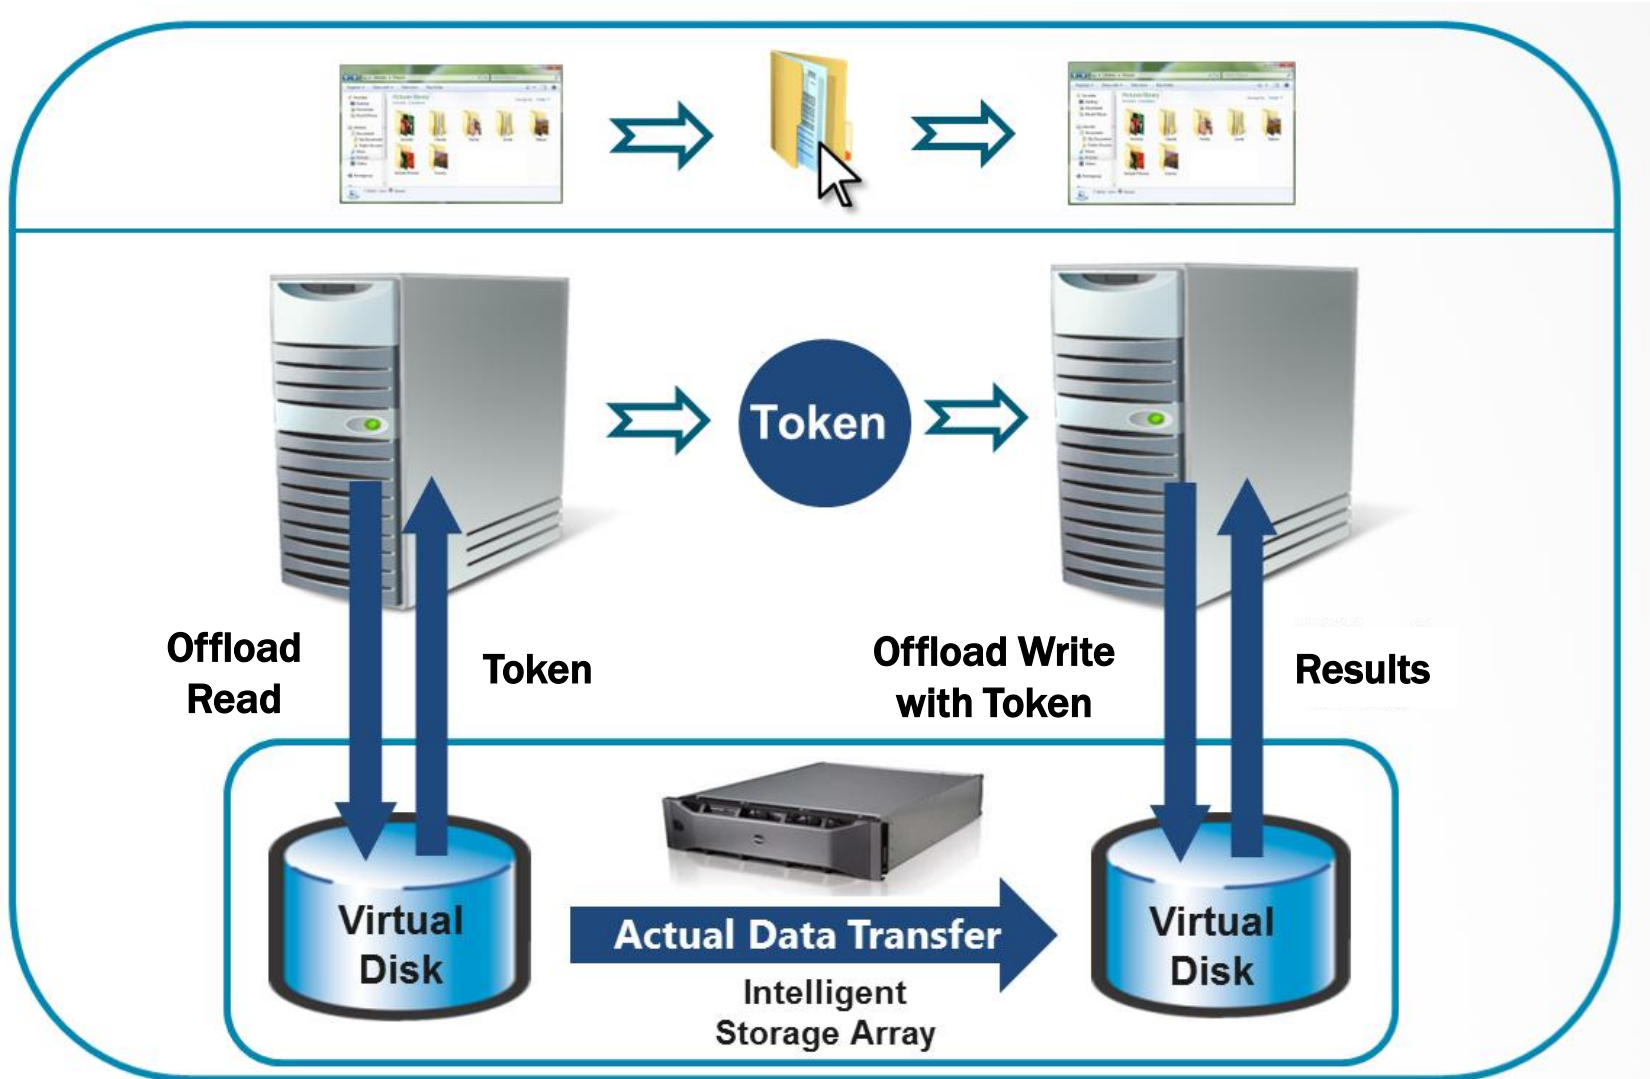 Token
Offload
Read
Token
Offload Write
with Token
Results
Virtual
Disk
Actual Data Transfer
Intelligent
Storage Array
Virtual
Disk